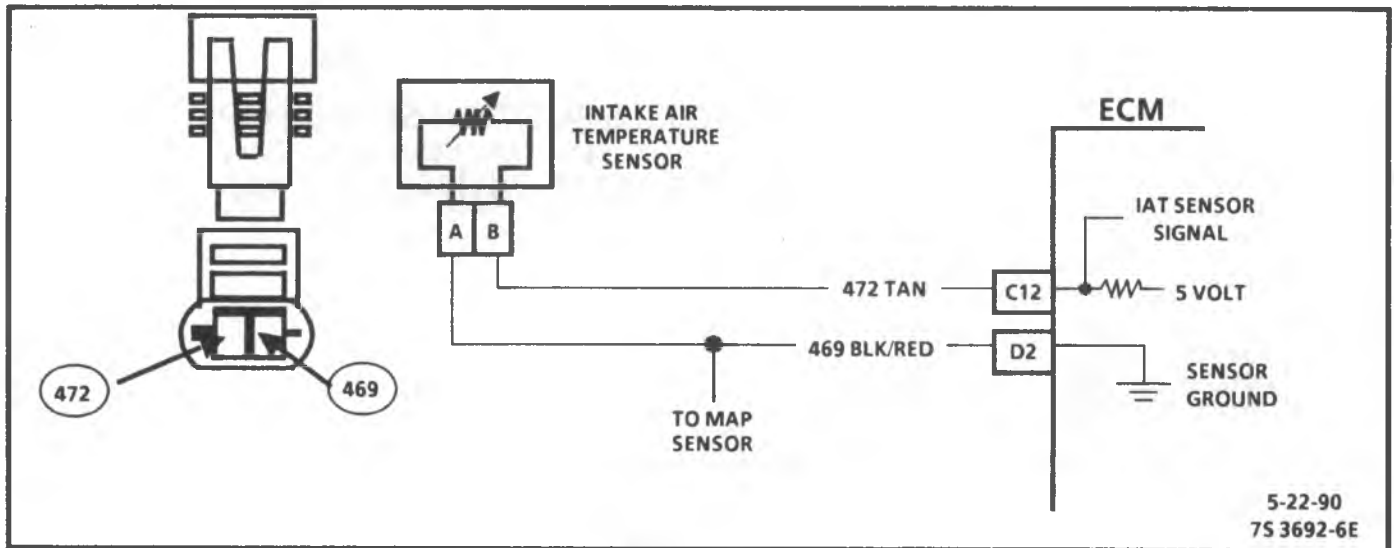 INTAKE AIR
TEMPERATURE
SENSOR
A B
ECM
IAT SENSOR
SIGNAL
472 TAN
C12
5 VOLT
469 BLK/RED
D2
SENSOR
GROUND
TO MAP
SENSOR
472
469
5-22-90
7S 3692-6E